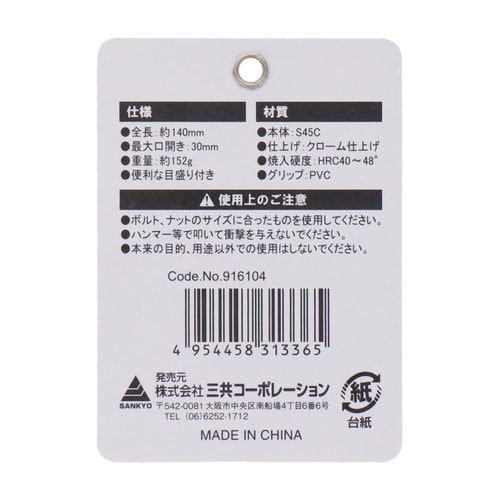 仕様
●全長：約140mm
●最大口開き：30mm
●重量：約152g
●便利な目盛り付き
材質
●本体：S45C
●仕上げ：クローム仕上げ
●焼入硬度：HRC40～48°
●グリップ：PVC
使用上のご注意
●ボルト、ナットのサイズに合ったものを使用してください。
●ハンマー等で叩いて衝撃を与えないでください。
●本来の目的、用途以外での使用はしないでください。
Code.No.916104
4 954458 313365
SANKYO
発売元
株式会社 三共コーポレーション
〒542-0081 大阪市中央区南船場4丁目6番6号
TEL (06)6252-1712
紙
台紙
MADE IN CHINA